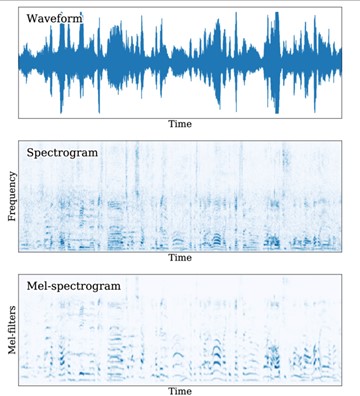 Waveform
Time
Spectrogram
Frequency
Time
Mel-spectrogram
Mel-filters
Time